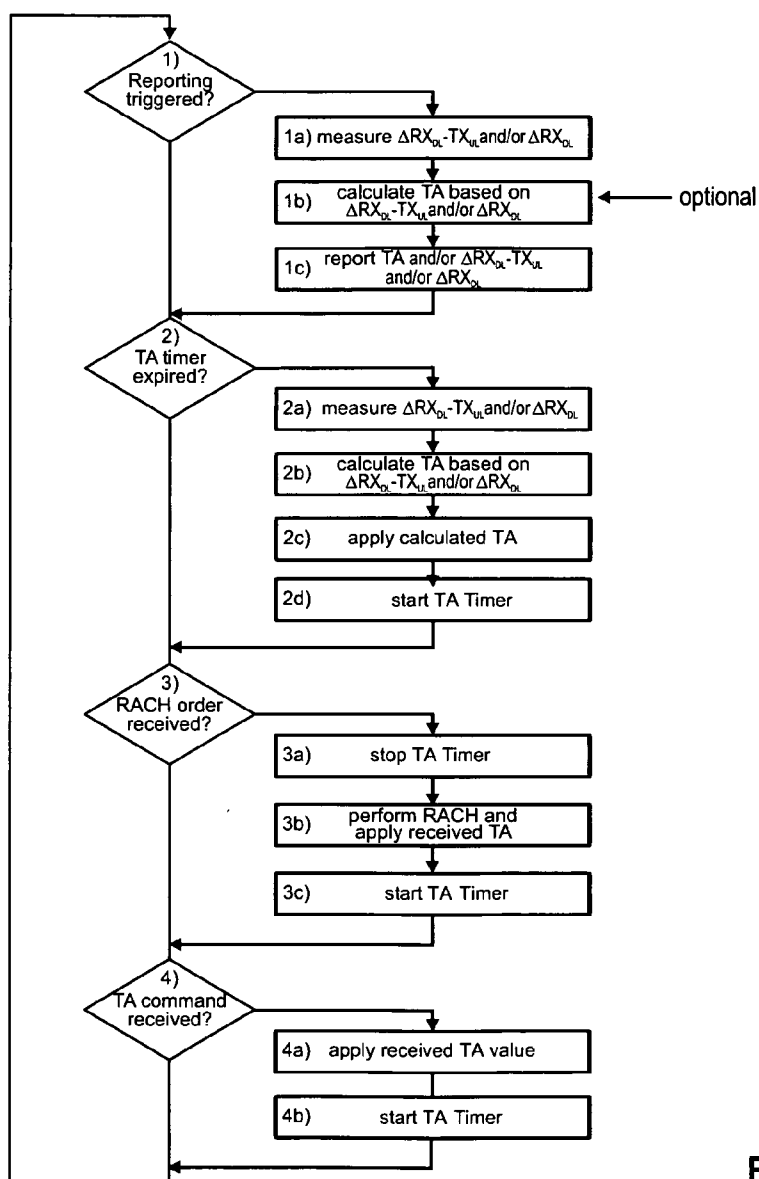 1)
Reporting
triggered?
1a) measure ΔRX_DL-TX_UL and/or ΔRX_DL
1b) calculate TA based on
ΔRX_DL-TX_UL and/or ΔRX_DL
optional
1c) report TA and/or ΔRX_DL-TX_UL
and/or ΔRX_DL
2)
TA timer
expired?
2a) measure ΔRX_DL-TX_UL and/or ΔRX_DL
2b) calculate TA based on
ΔRX_DL-TX_UL and/or ΔRX_DL
2c) apply calculated TA
2d) start TA Timer
3)
RACH order
received?
3a) stop TA Timer
3b) perform RACH and
apply received TA
3c) start TA Timer
4)
TA command
received?
4a) apply received TA value
4b) start TA Timer